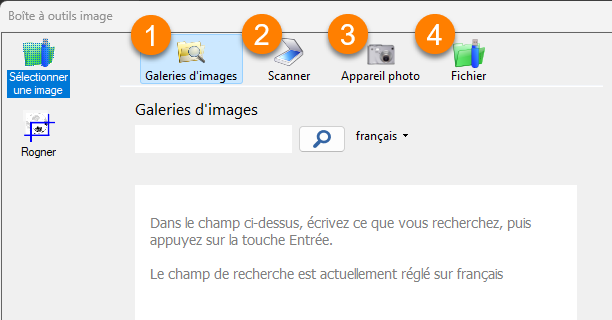 Boîte à outils image
1 2 3 4
Sélectionner
une image
Galeries d'images Scanner Appareil photo Fichier
Rogner
Galeries d'images
français
Dans le champ ci-dessus, écrivez ce que vous recherchez, puis
appuyez sur la touche Entrée.
Le champ de recherche est actuellement réglé sur français